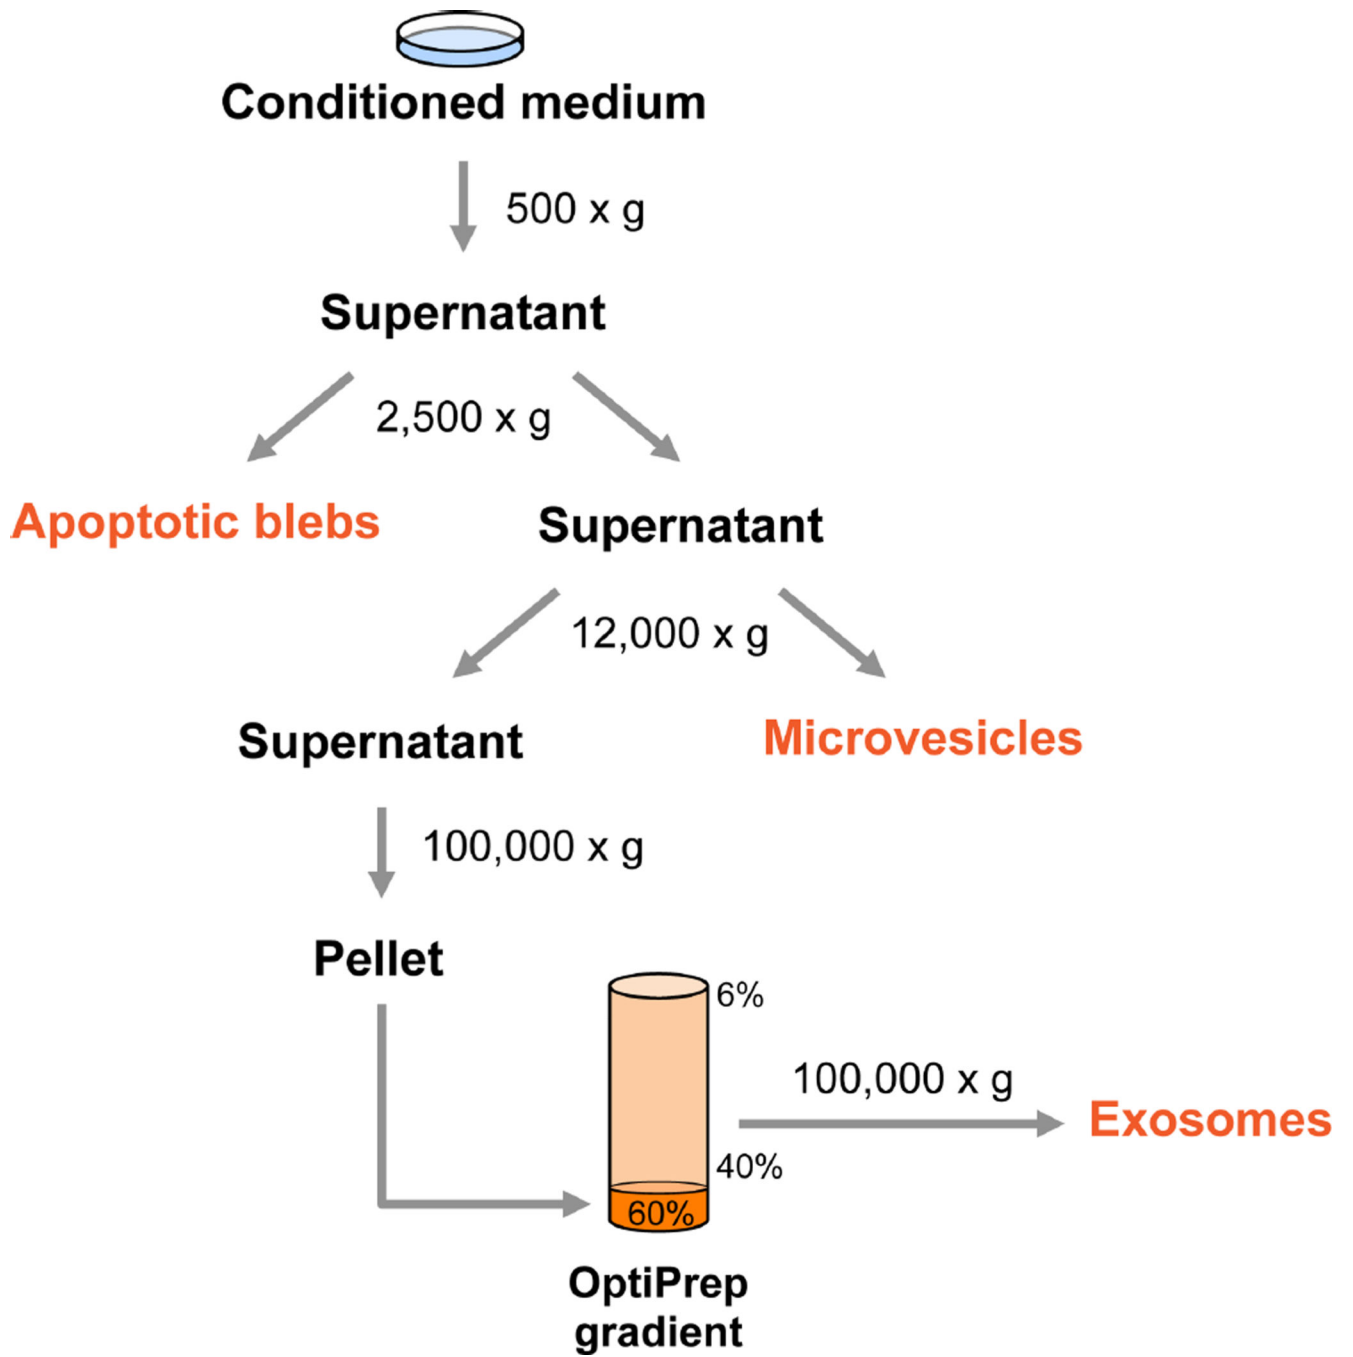 Conditioned medium
500 x g
Supernatant
2,500 x g
Apoptotic blebs
Supernatant
12,000 x g
Supernatant
Microvesicles
100,000 x g
Pellet
6%
100,000 x g
Exosomes
40%
60%
OptiPrep
gradient